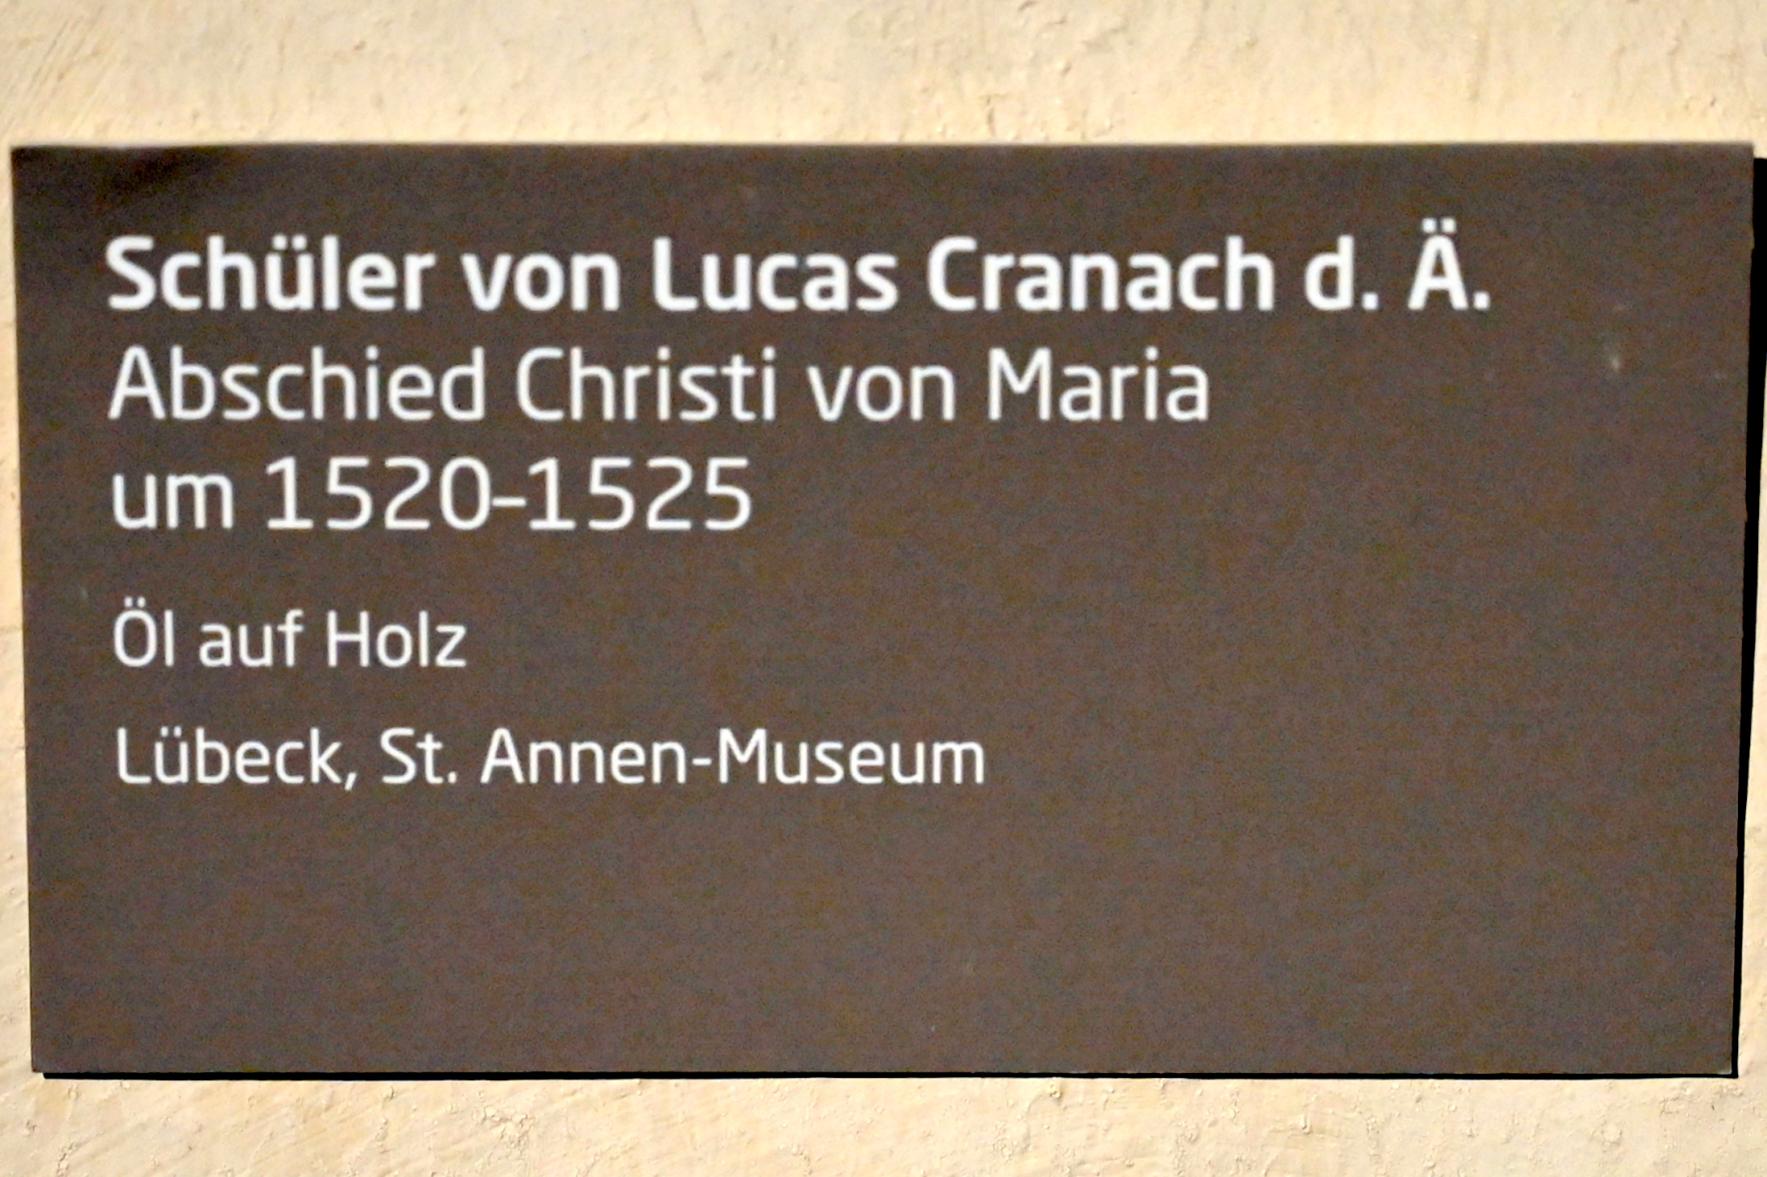 Schüler von Lucas Cranach d. Ä.
Abschied Christi von Maria
um 1520–1525
Öl auf Holz
Lübeck, St. Annen-Museum